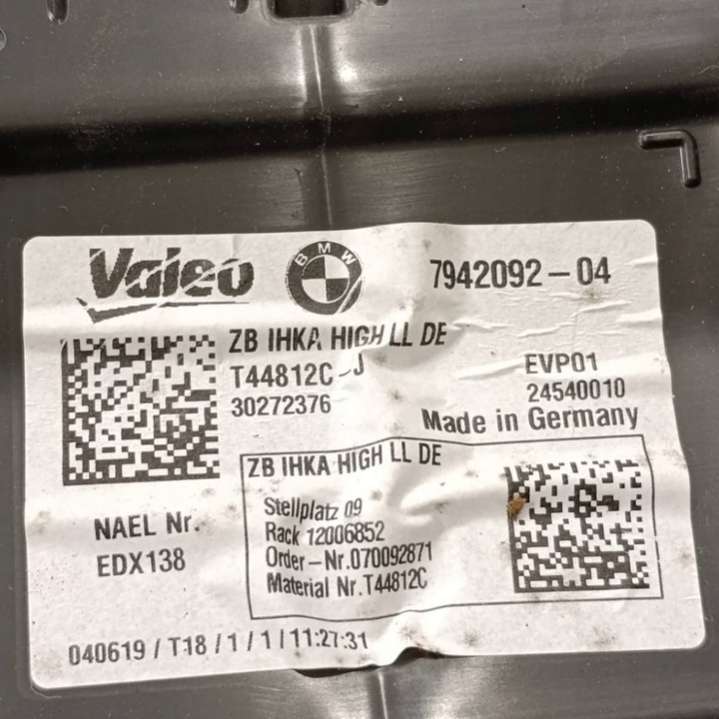 Valeo BMW 7942092-04
ZB IHKA HIGH LL DE
T44812C-J EVP01
30272376 24540010
Made in Germany
ZB IHKA HIGH LL DE
Stellplatz 09
Rack 12006852
Order-Nr.070092871
Material Nr.T44812C
NAEL Nr.
EDX138
040619 / T18 / 1 / 1 / 11:27:31